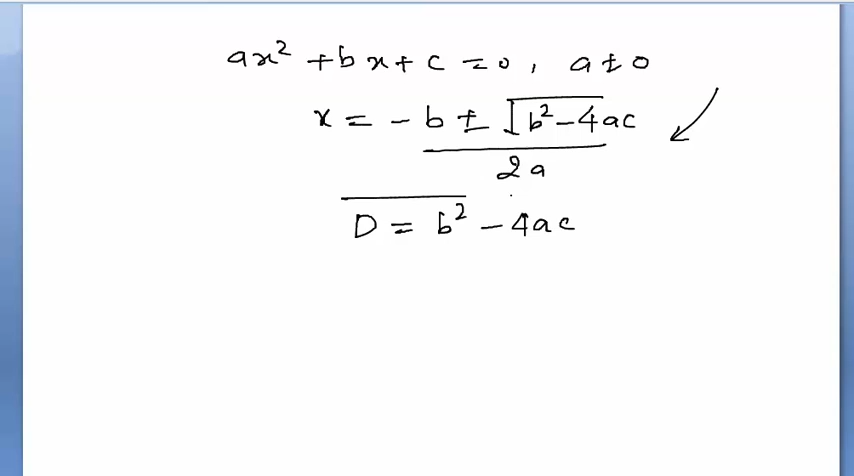 ax² + bx + c = 0, a ≠ 0
x = -b ± √b²-4ac
2a
D = b² - 4ac